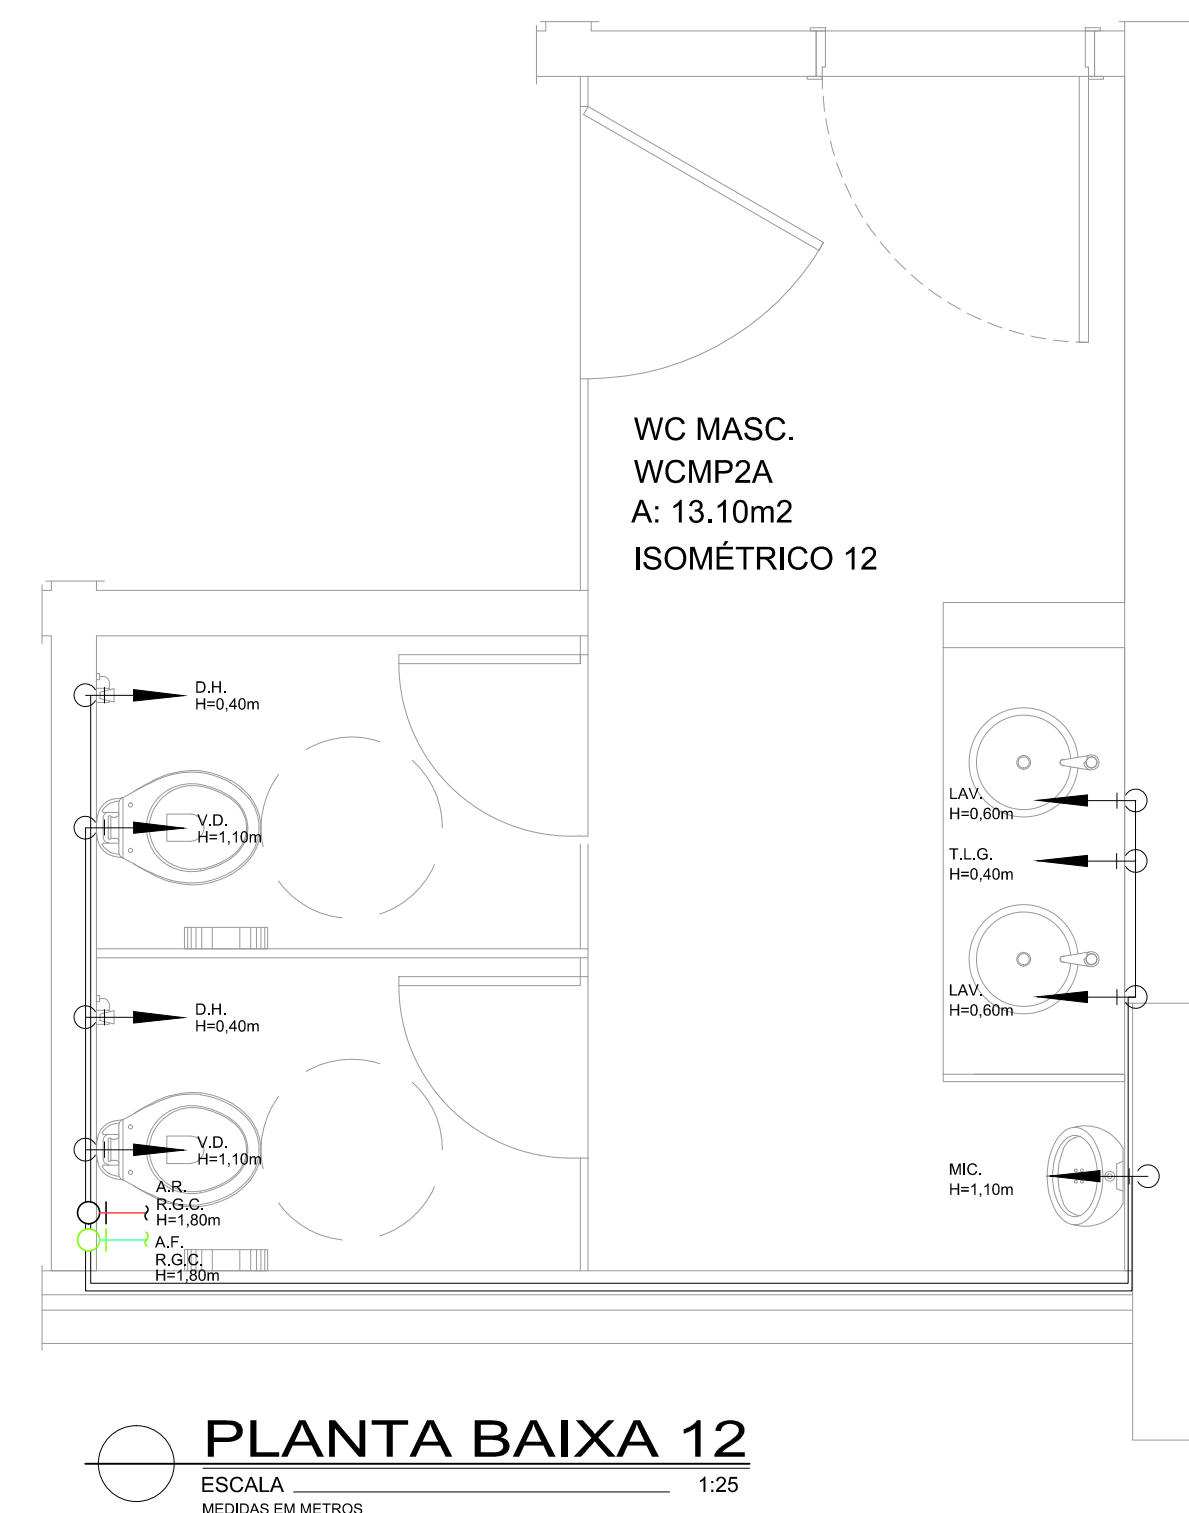 WC MASC.
WCMP2A
A: 13.10m2
ISOMÉTRICO 12
D.H.
H=0,40m
V.D.
H=1,10m
LAV.
H=0,60m
T.L.G.
H=0,40m
LAV.
H=0,60m
D.H.
H=0,40m
V.D.
H=1,10m
MIC.
H=1,10m
A.R.
R.G.C.
H=1,80m
A.F.
R.G.C.
H=1,80m
PLANTA BAIXA 12
ESCALA 1:25
MEDIDAS EM METROS